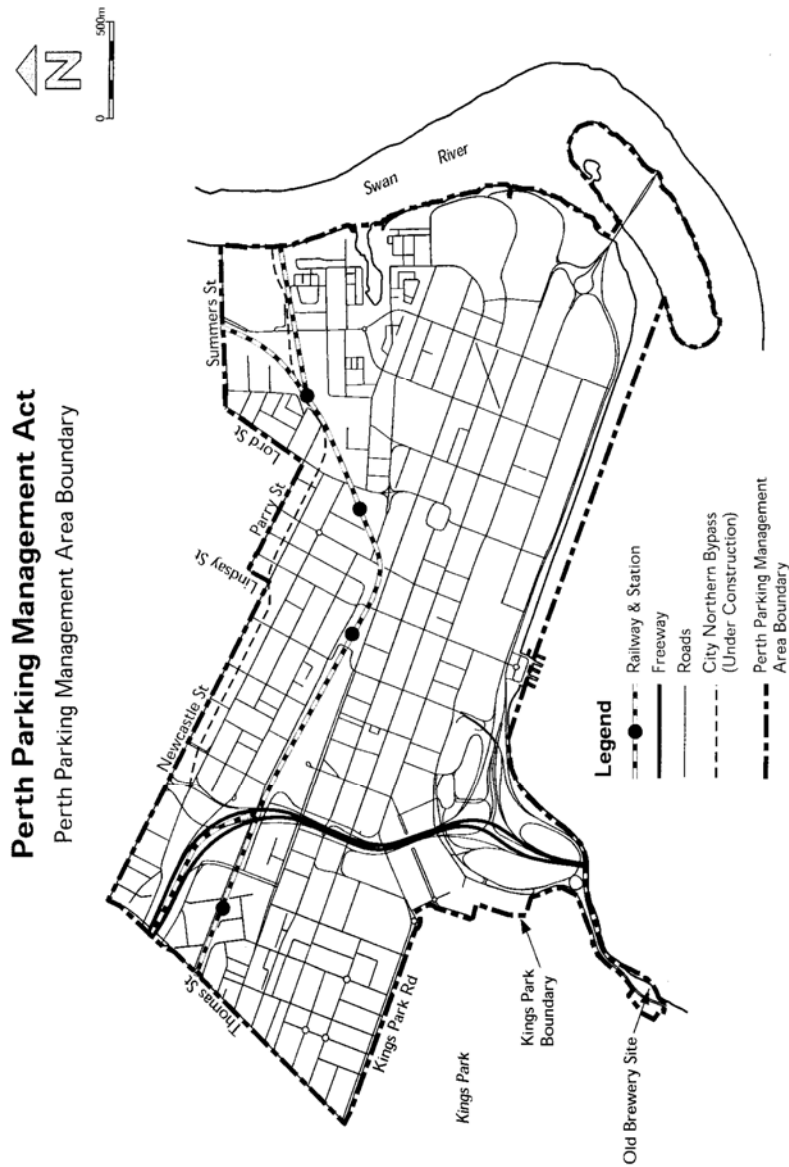 Perth Parking Management Act
Perth Parking Management Area Boundary
N
0 500m
Summers St
Lord St
Parry St
Lindsay St
Newcastle St
Thomas St
Swan River
Kings Park Rd
Kings Park
Kings Park
Boundary
Old Brewery Site
Legend
Railway & Station
Freeway
Roads
City Northern Bypass
(Under Construction)
Perth Parking Management
Area Boundary